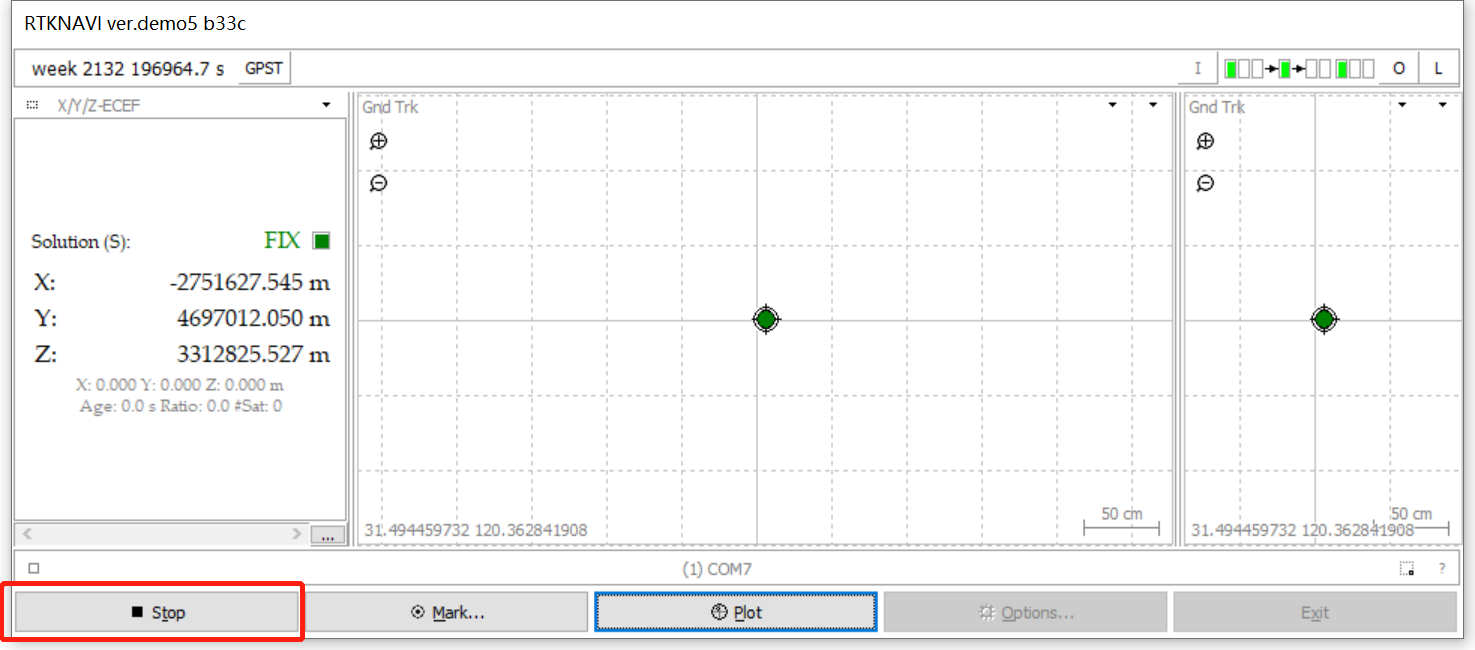 RTKNAVI ver.demo5 b33c
week 2132 196964.7 s GPST I O L
X/Y/Z-ECEF
Gnd Trk
Gnd Trk
Solution (S): FIX
X: -2751627.545 m
Y: 4697012.050 m
Z: 3312825.527 m
X: 0.000 Y: 0.000 Z: 0.000 m
Age: 0.0 s Ratio: 0.0 #Sat: 0
...
50 cm
31.494459732 120.362841908
50 cm
31.494459732 120.362841908
(1) COM7 ?
Stop Mark... Plot Options... Exit